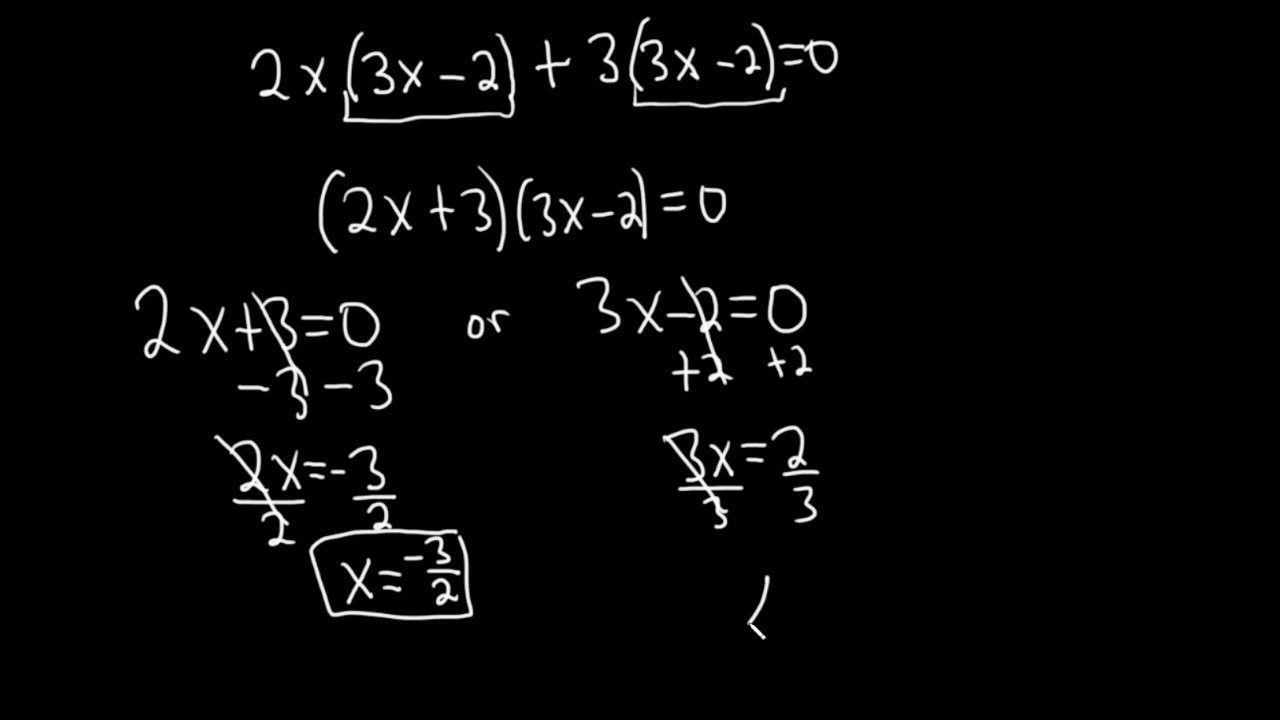 2x(3x-2)+3(3x-2)=0
(2x+3)(3x-2)=0
2x+3=0 or 3x-2=0
-3 -3 +2 +2
2x=-3 3x=2
2 2 3 3
x=-3/2